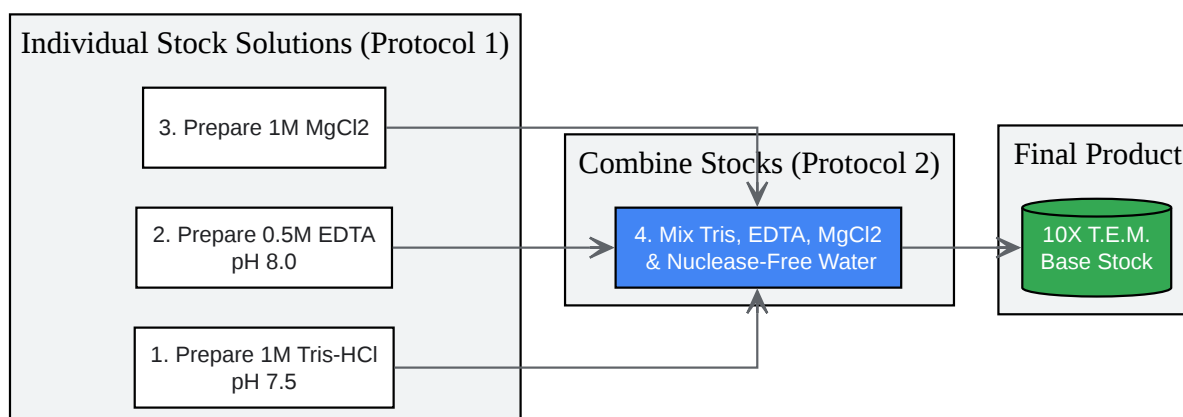 Individual Stock Solutions (Protocol 1)
3. Prepare 1M MgCl2
2. Prepare 0.5M EDTA
pH 8.0
1. Prepare 1M Tris-HCl
pH 7.5
Combine Stocks (Protocol 2)
4. Mix Tris, EDTA, MgCl2
& Nuclease-Free Water
Final Product
10X T.E.M.
Base Stock